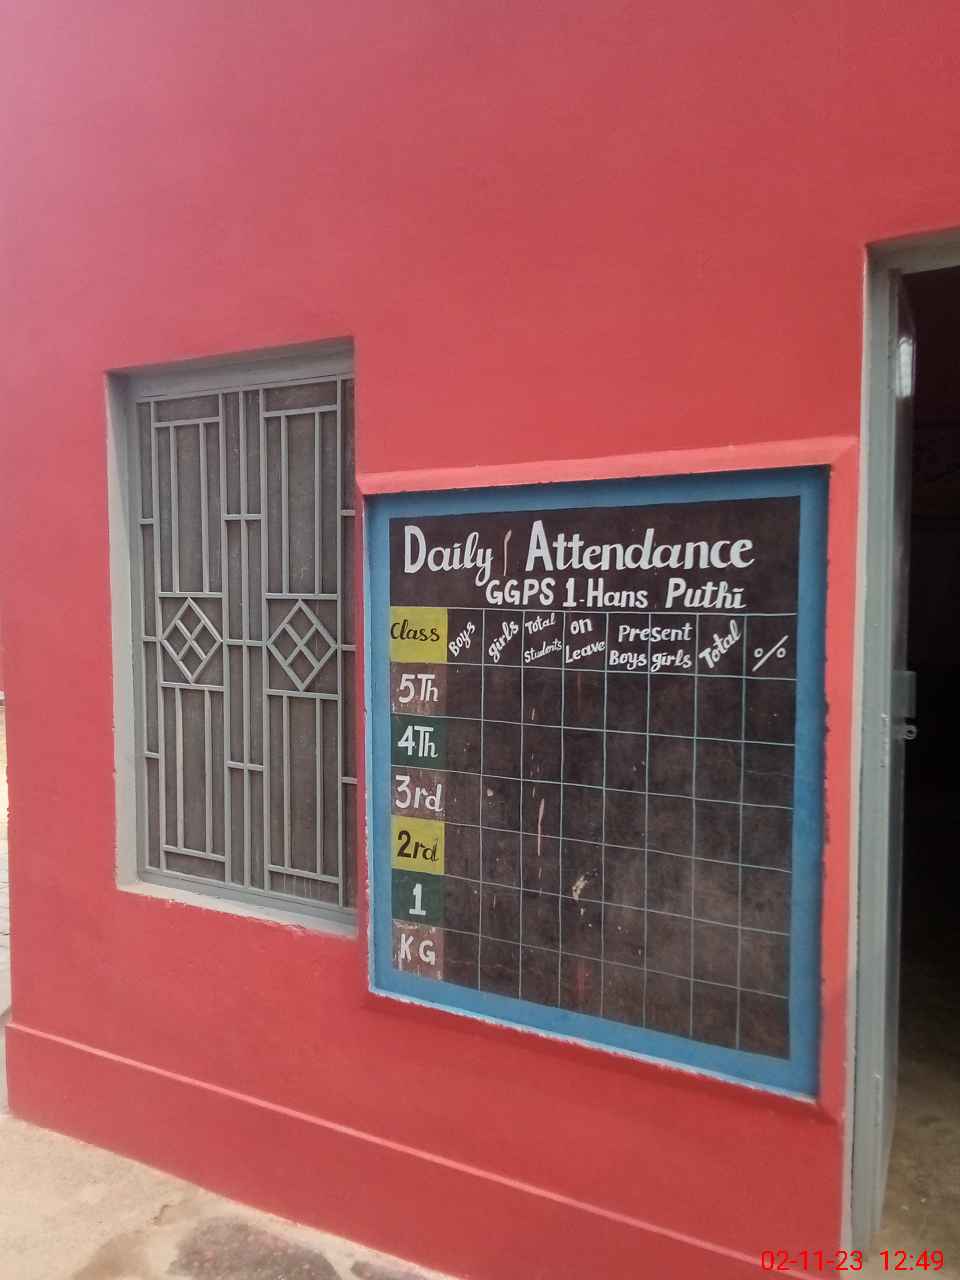 Daily Attendance
GGPS 1-Hans Puthi
Class Boys girls Total Students on Leave Present Boys girls Total %
5Th
4Th
3rd
2rd
1
KG
02-11-23 12:49